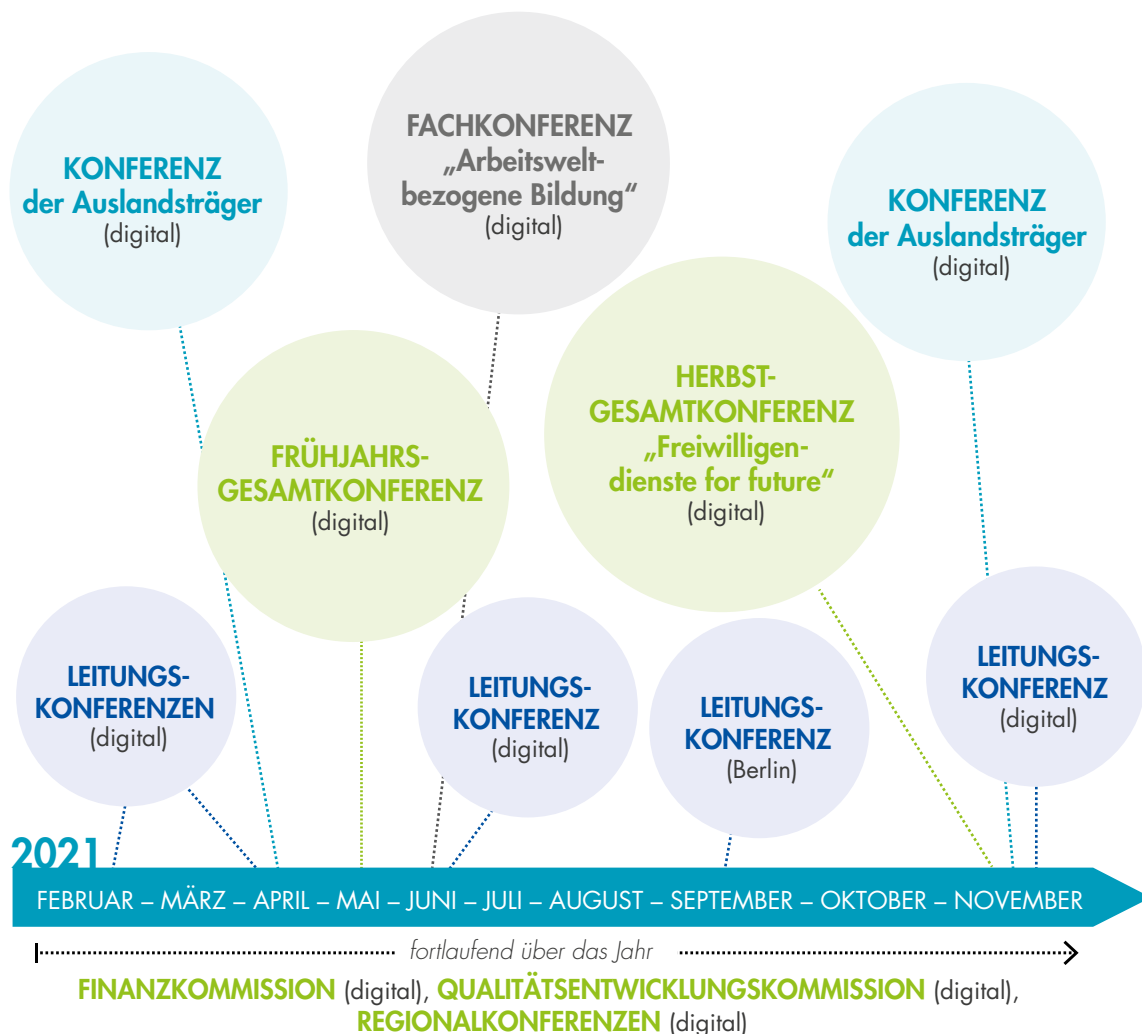 KONFERENZ
der Auslandsträger
(digital)
FACHKONFERENZ
„Arbeitswelt-
bezogene Bildung“
(digital)
KONFERENZ
der Auslandsträger
(digital)
FRÜHJAHRS-
GESAMTKONFERENZ
(digital)
HERBST-
GESAMTKONFERENZ
„Freiwilligen-
dienste for future“
(digital)
LEITUNGS-
KONFERENZEN
(digital)
LEITUNGS-
KONFERENZ
(digital)
LEITUNGS-
KONFERENZ
(Berlin)
LEITUNGS-
KONFERENZ
(digital)
2021
FEBRUAR – MÄRZ – APRIL – MAI – JUNI – JULI – AUGUST – SEPTEMBER – OKTOBER – NOVEMBER
fortlaufend über das Jahr
FINANZKOMMISSION (digital), QUALITÄTSENTWICKLUNGSKOMMISSION (digital),
REGIONALKONFERENZEN (digital)